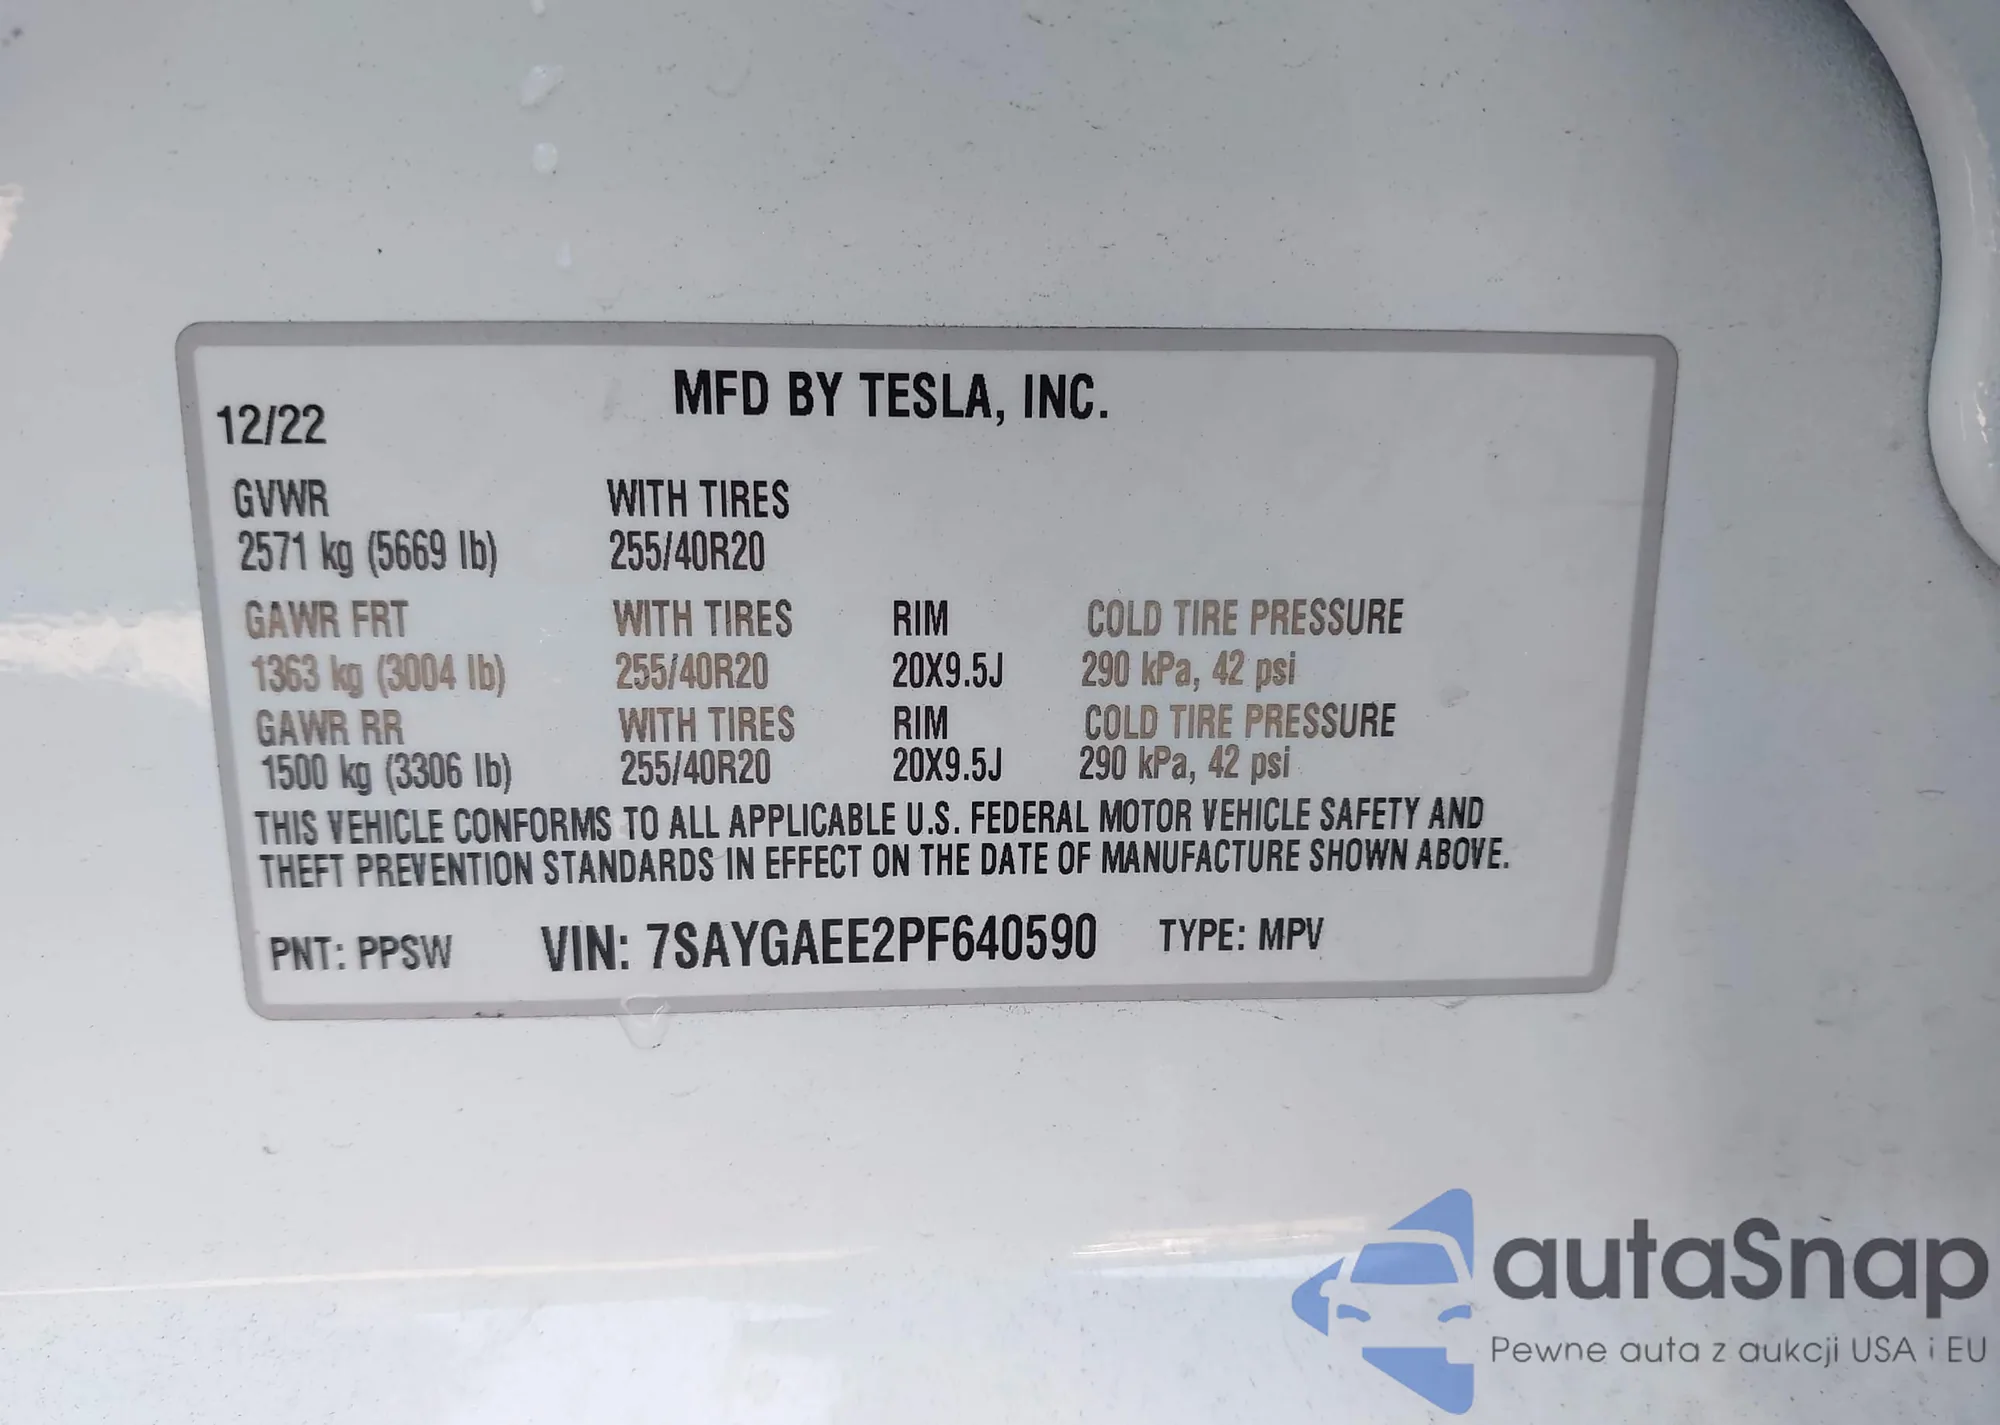 MFD BY TESLA, INC.
12/22
GVWR WITH TIRES
2571 kg (5669 lb) 255/40R20
GAWR FRT WITH TIRES RIM COLD TIRE PRESSURE
1363 kg (3004 lb) 255/40R20 20X9.5J 290 kPa, 42 psi
GAWR RR WITH TIRES RIM COLD TIRE PRESSURE
1500 kg (3306 lb) 255/40R20 20X9.5J 290 kPa, 42 psi
THIS VEHICLE CONFORMS TO ALL APPLICABLE U.S. FEDERAL MOTOR VEHICLE SAFETY AND
THEFT PREVENTION STANDARDS IN EFFECT ON THE DATE OF MANUFACTURE SHOWN ABOVE.
PNT: PPSW VIN: 7SAYGAEE2PF640590 TYPE: MPV
autaSnap
Pewne auta z aukcji USA i EU